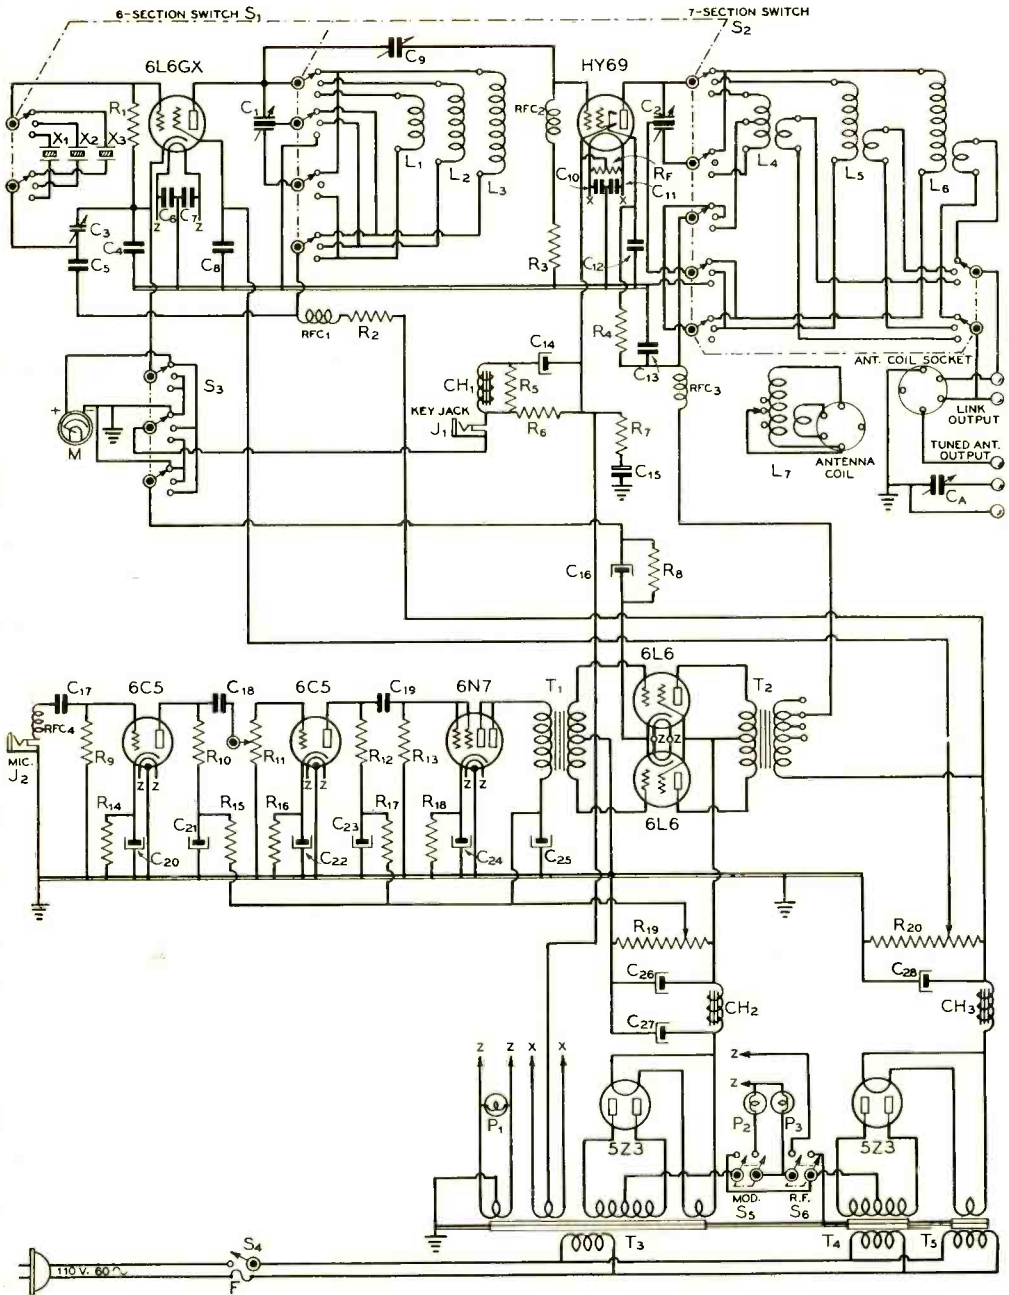 6-SECTION SWITCH S1
7-SECTION SWITCH
S2
6L6GX
C9
HY69
R1
C1
RFC2
C2
X1 X2 X3
L1
L2
L3
C10
RF
C11
L4
L5
L6
X X
C3
C6 C7
Z Z
C4
C5
C8
R3
C12
RFC1
R2
R4
C13
RFC3
C14
ANT. COIL SOCKET
S3
CH1
R5
KEY JACK
J1
R6
R7
LINK
OUTPUT
+
-
M
C15
L7
ANTENNA
COIL
TUNED ANT.
OUTPUT
CA
C16
R8
6L6
C17
6C5
C18
6C5
C19
6N7
T1
T2
RFC4
MIC.
J2
R9
R10
R11
R12
R13
Z Z
Z Z
Z Z
Z Z
R14
R15
R16
R17
R18
6L6
C20
C21
C22
C23
C24
C25
R19
R20
C26
C28
CH2
CH3
C27
Z Z X X
Z
Z
P1
5Z3
P2
P3
5Z3
MOD.
S5
R.F.
S6
S4
T3
T4
T5
110 V. 60 ∿
F